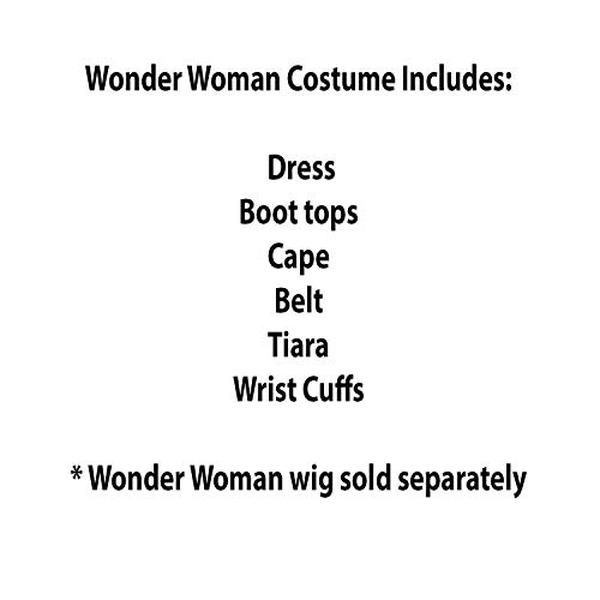 Wonder Woman Costume Includes:
Dress
Boot tops
Cape
Belt
Tiara
Wrist Cuffs
* Wonder Woman wig sold separately